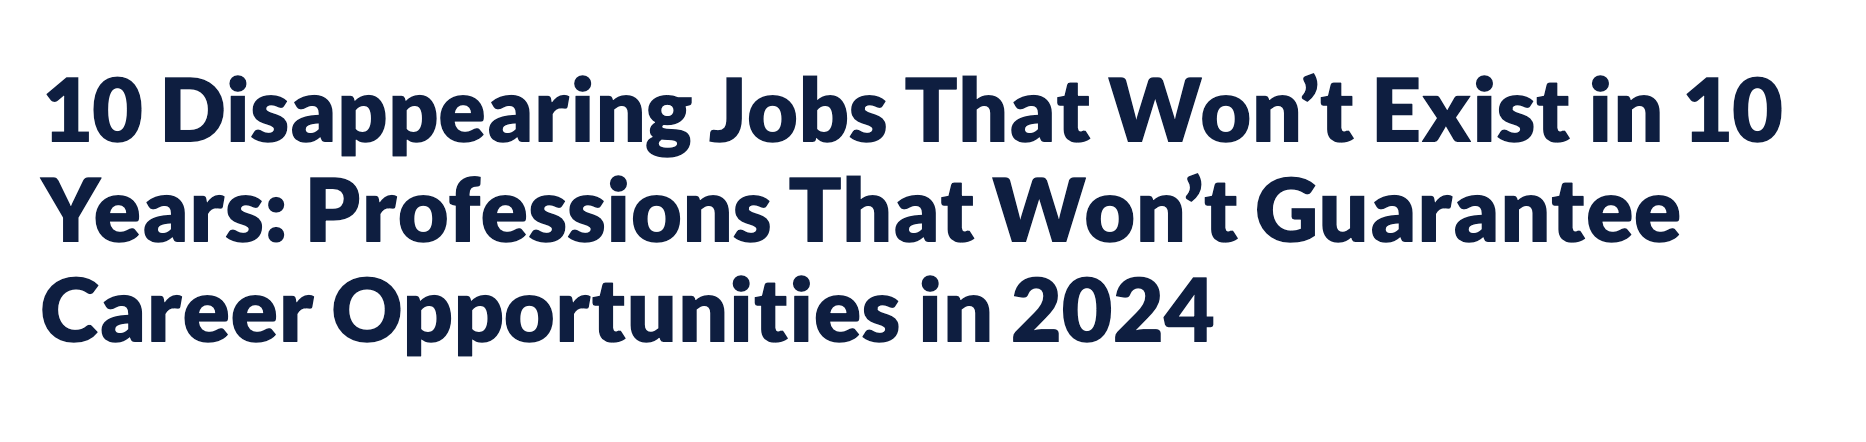 10 Disappearing Jobs That Won’t Exist in 10
Years: Professions That Won’t Guarantee
Career Opportunities in 2024